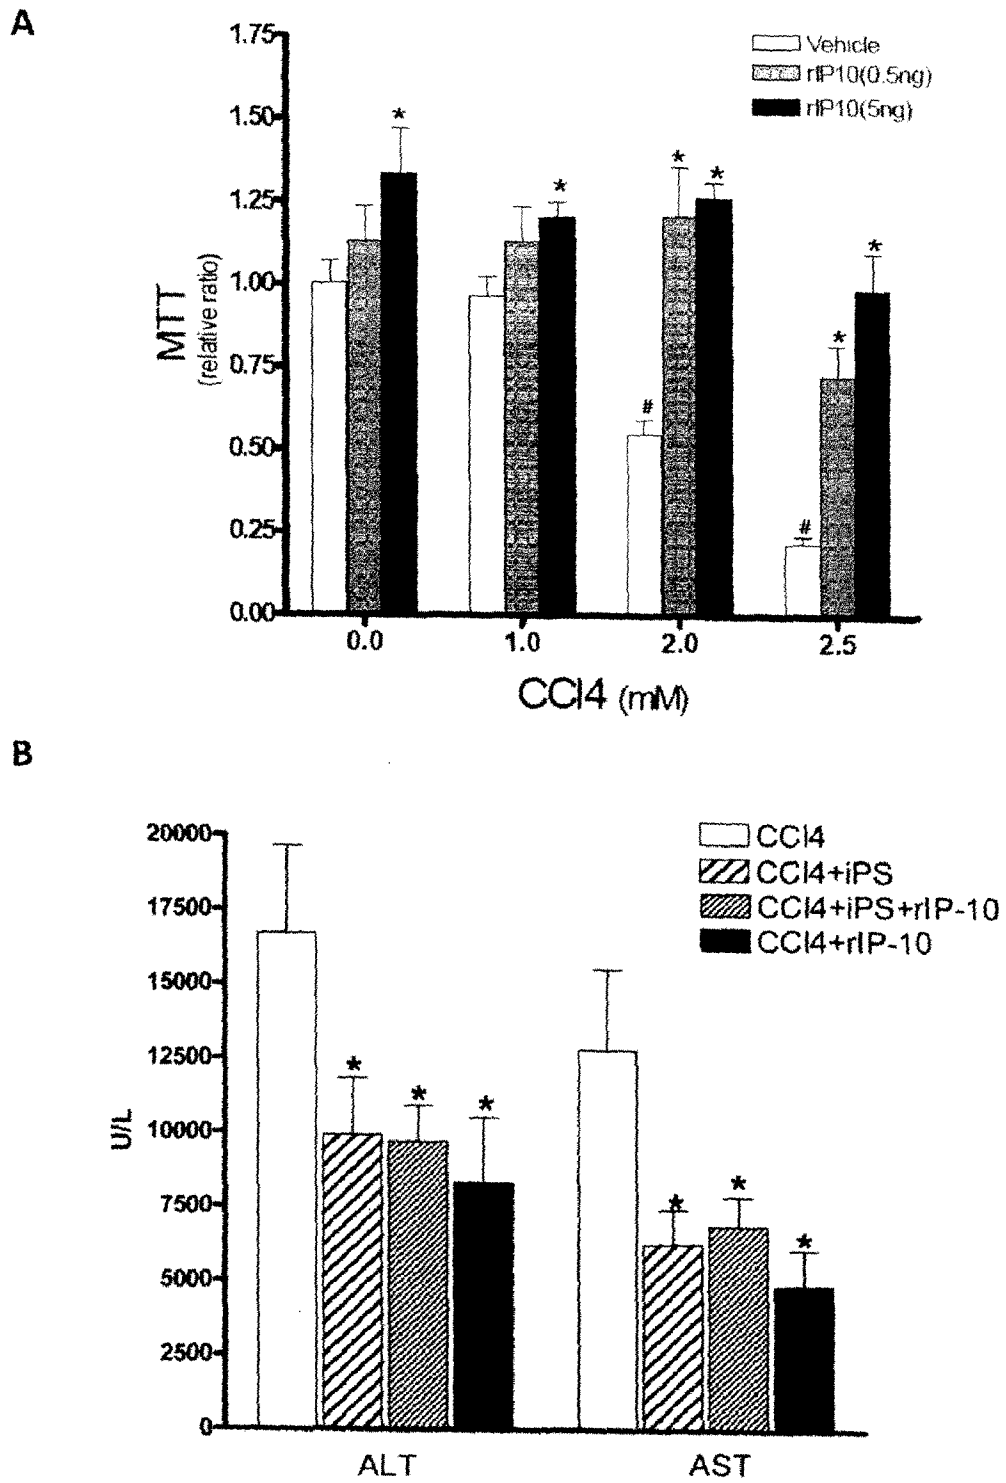 A
1.75
1.50
1.25
1.00
0.75
0.50
0.25
0.00
MTT
(relative ratio)
Vehicle
rIP10(0.5ng)
rIP10(5ng)
*
*
*
*
*
*
#
#
0.0
1.0
2.0
2.5
CCl4 (mM)
B
20000
17500
15000
12500
10000
7500
5000
2500
0
U/L
CCl4
CCl4+iPS
CCl4+iPS+rIP-10
CCl4+rIP-10
*
*
*
*
*
*
ALT
AST